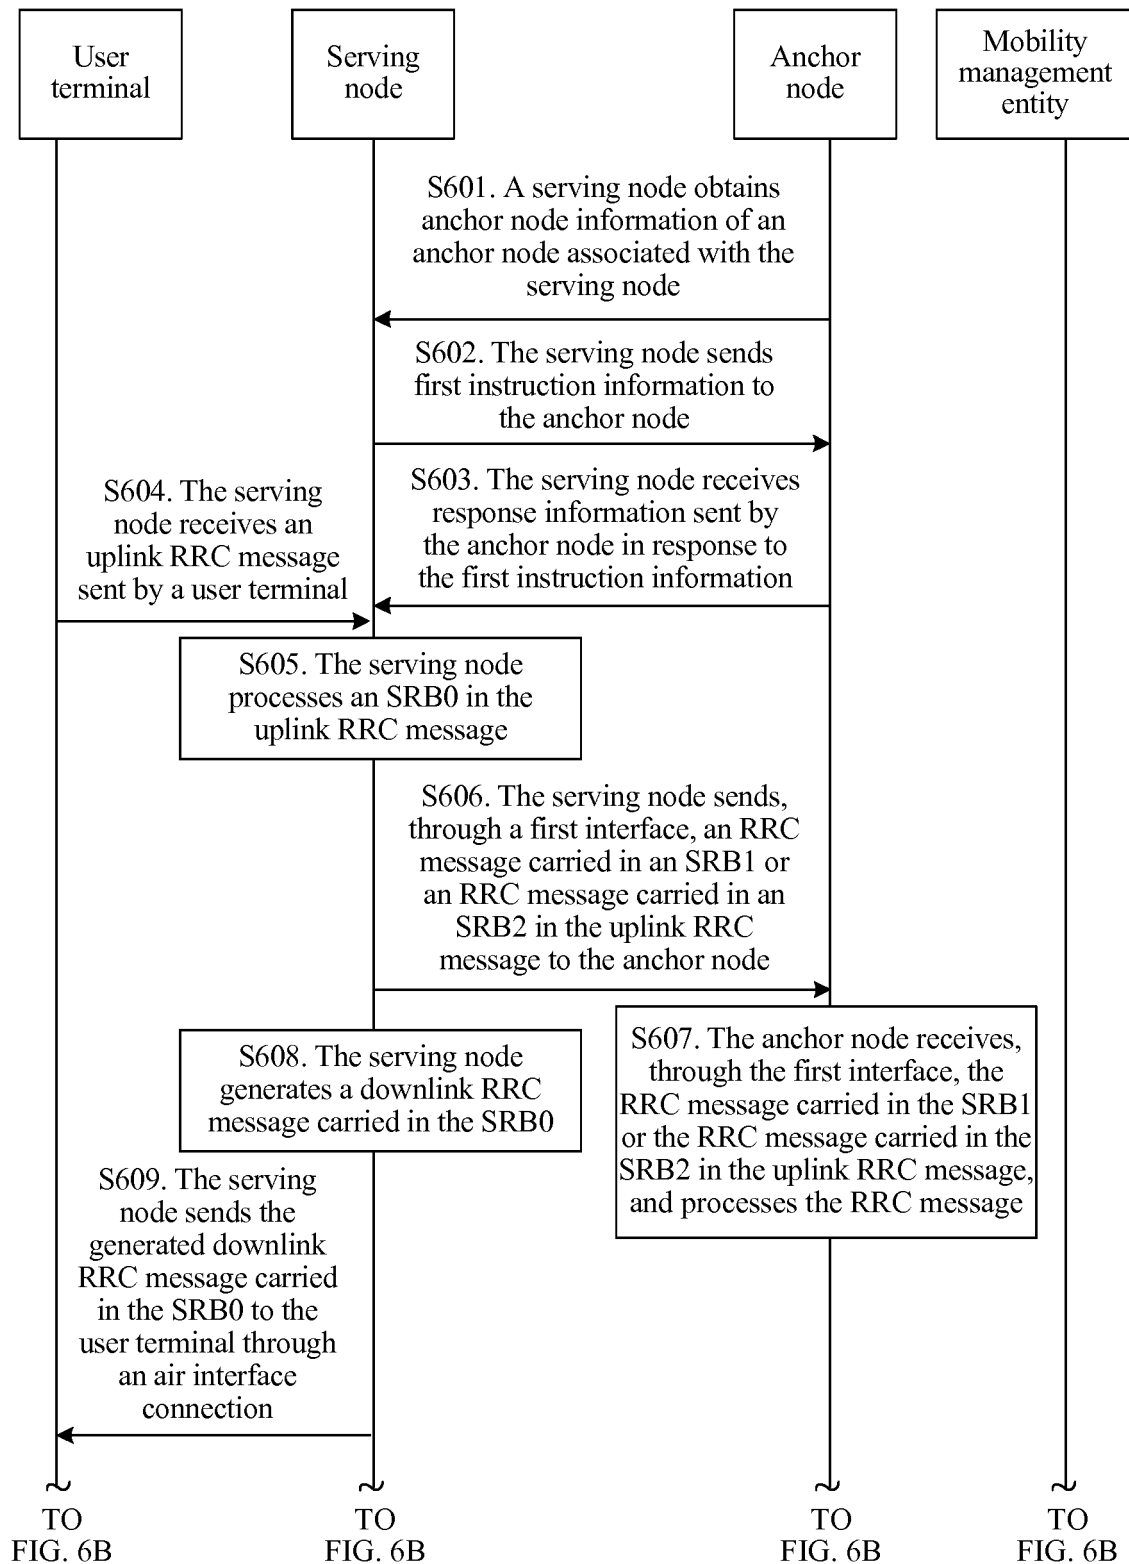 User
terminal
Serving
node
Anchor
node
Mobility
management
entity
S601. A serving node obtains
anchor node information of an
anchor node associated with the
serving node
S602. The serving node sends
first instruction information to
the anchor node
S603. The serving node receives
response information sent by
the anchor node in response to
the first instruction information
S604. The serving
node receives an
uplink RRC message
sent by a user terminal
S605. The serving node
processes an SRB0 in the
uplink RRC message
S606. The serving node sends,
through a first interface, an RRC
message carried in an SRB1 or
an RRC message carried in an
SRB2 in the uplink RRC
message to the anchor node
S607. The anchor node receives,
through the first interface, the
RRC message carried in the SRB1
or the RRC message carried in the
SRB2 in the uplink RRC message,
and processes the RRC message
S608. The serving node
generates a downlink RRC
message carried in the SRB0
S609. The serving
node sends the
generated downlink
RRC message carried
in the SRB0 to the
user terminal through
an air interface
connection
TO
FIG. 6B
TO
FIG. 6B
TO
FIG. 6B
TO
FIG. 6B